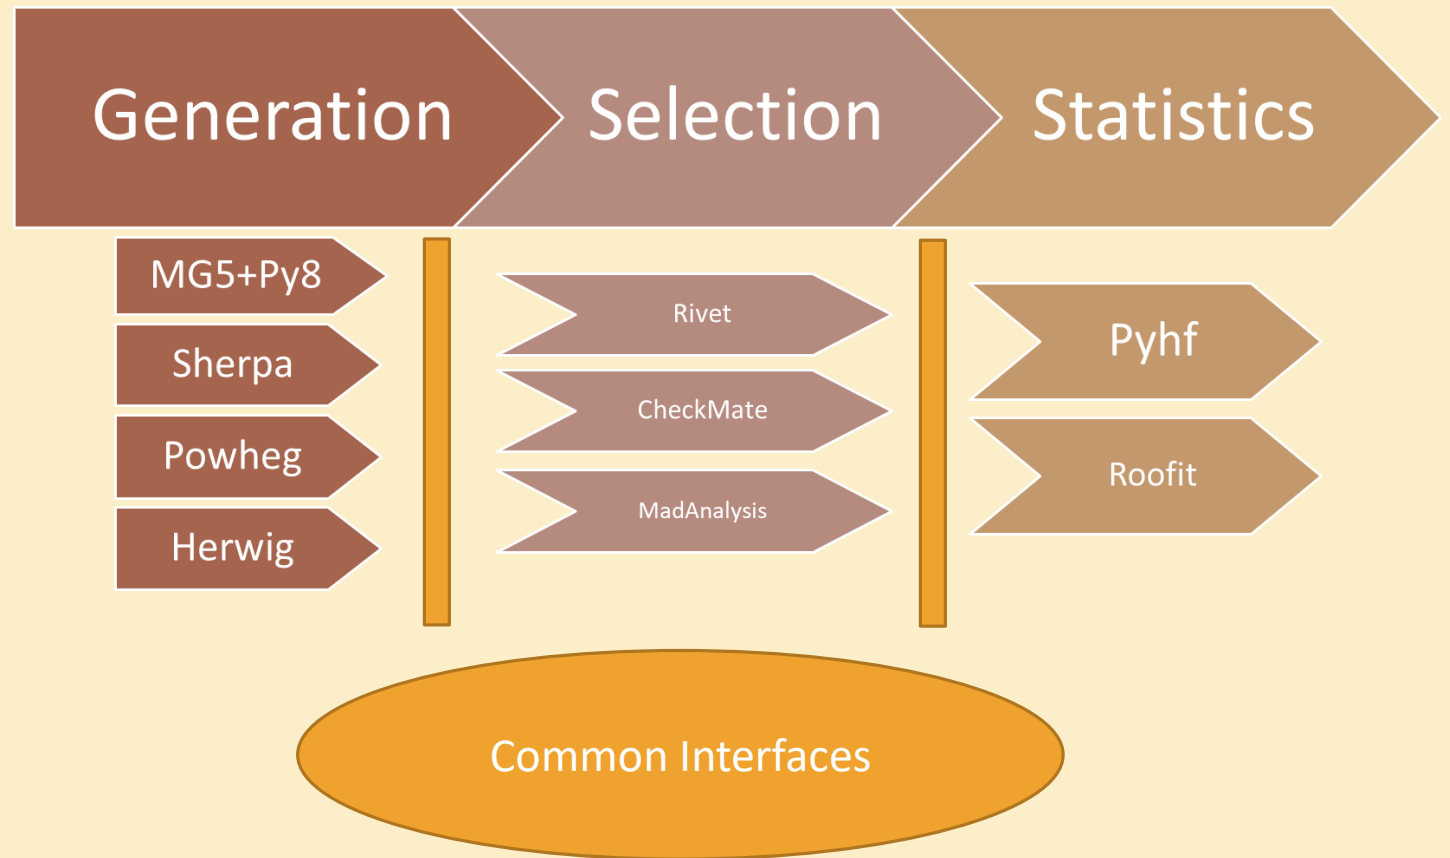 Generation
Selection
Statistics
MG5+Py8
Sherpa
Powheg
Herwig
Rivet
CheckMate
MadAnalysis
Pyhf
Roofit
Common Interfaces